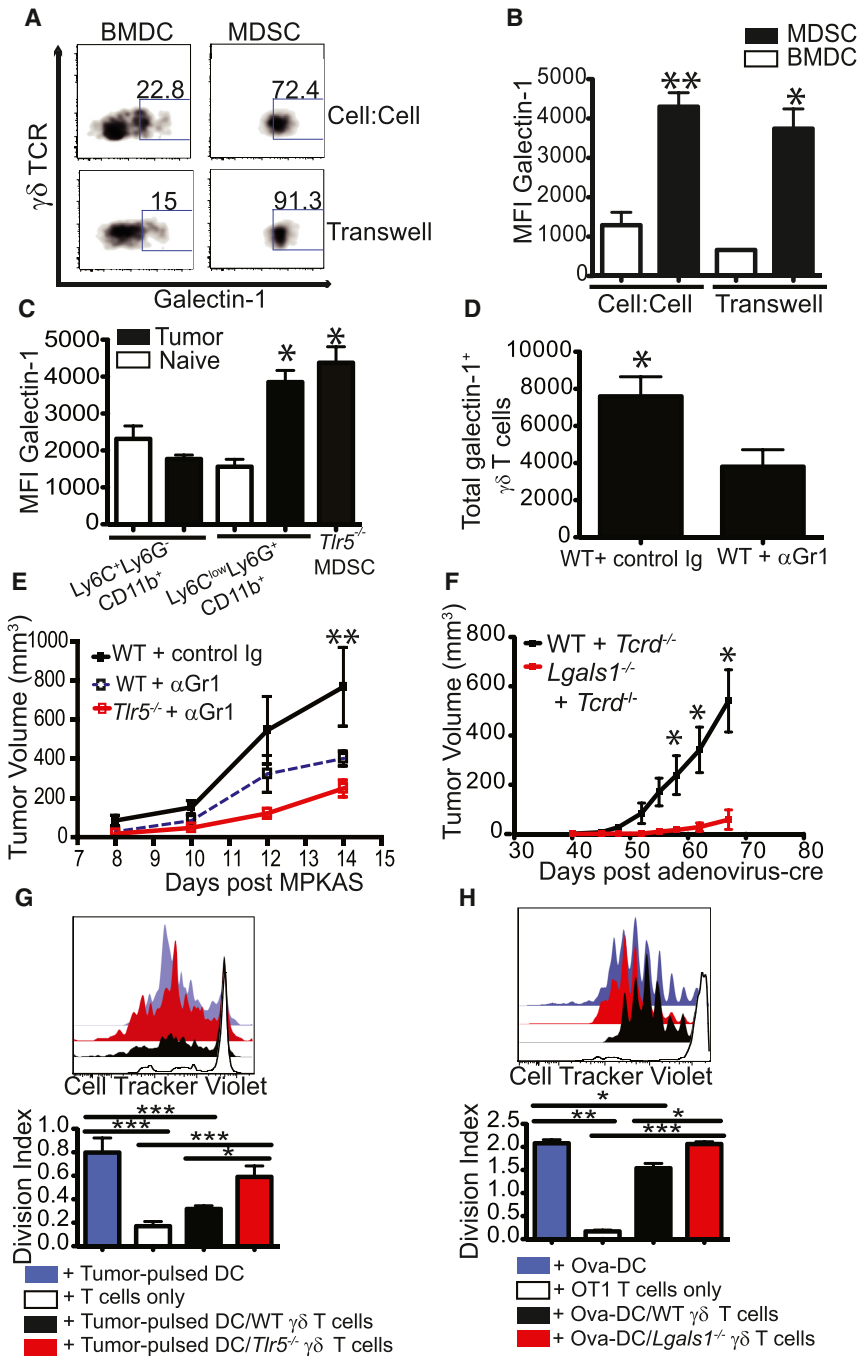 A
BMDC
MDSC
22.8
72.4
Cell:Cell
15
91.3
Transwell
γδ TCR
Galectin-1
B
MDSC
BMDC
MFI Galectin-1
5000
4000
3000
2000
1000
0
**
*
Cell:Cell
Transwell
C
Tumor
Naive
MFI Galectin-1
5000
4000
3000
2000
1000
0
*
*
Ly6C+Ly6G-
CD11b+
Ly6ClowLy6G+
CD11b+
Tlr5-/-
MDSC
D
Total galectin-1+
γδ T cells
10000
8000
6000
4000
2000
0
*
WT+ control Ig
WT + αGr1
E
Tumor Volume (mm3)
1000
800
600
400
200
0
**
WT + control Ig
WT + αGr1
Tlr5-/- + αGr1
7 8 9 10 11 12 13 14 15
Days post MPKAS
F
Tumor Volume (mm3)
800
600
400
200
0
WT + Tcrd-/-
Lgals1-/-
+ Tcrd-/-
*
*
*
30 40 50 60 70 80
Days post adenovirus-cre
G
Cell Tracker Violet
Division Index
1.0
0.8
0.6
0.4
0.2
0.0
***
***
***
*
+ Tumor-pulsed DC
+ T cells only
+ Tumor-pulsed DC/WT γδ T cells
+ Tumor-pulsed DC/Tlr5-/- γδ T cells
H
Cell Tracker Violet
Division Index
2.5
2.0
1.5
1.0
0.5
0.0
*
**
*
***
+ Ova-DC
+ OT1 T cells only
+ Ova-DC/WT γδ T cells
+ Ova-DC/Lgals1-/- γδ T cells